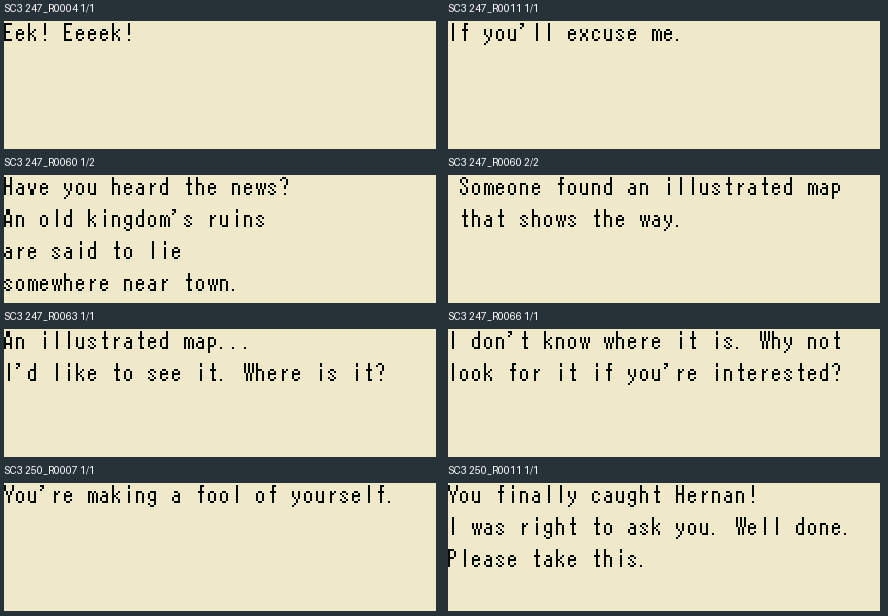 SC3 247_R0004 1/1
Eek! Eeeek!
SC3 247_R0011 1/1
If you'll excuse me.
SC3 247_R0060 1/2
Have you heard the news?
An old kingdom's ruins
are said to lie
somewhere near town.
SC3 247_R0060 2/2
Someone found an illustrated map
that shows the way.
SC3 247_R0063 1/1
An illustrated map...
I'd like to see it. Where is it?
SC3 247_R0066 1/1
I don't know where it is. Why not
look for it if you're interested?
SC3 250_R0007 1/1
You're making a fool of yourself.
SC3 250_R0011 1/1
You finally caught Hernan!
I was right to ask you. Well done.
Please take this.